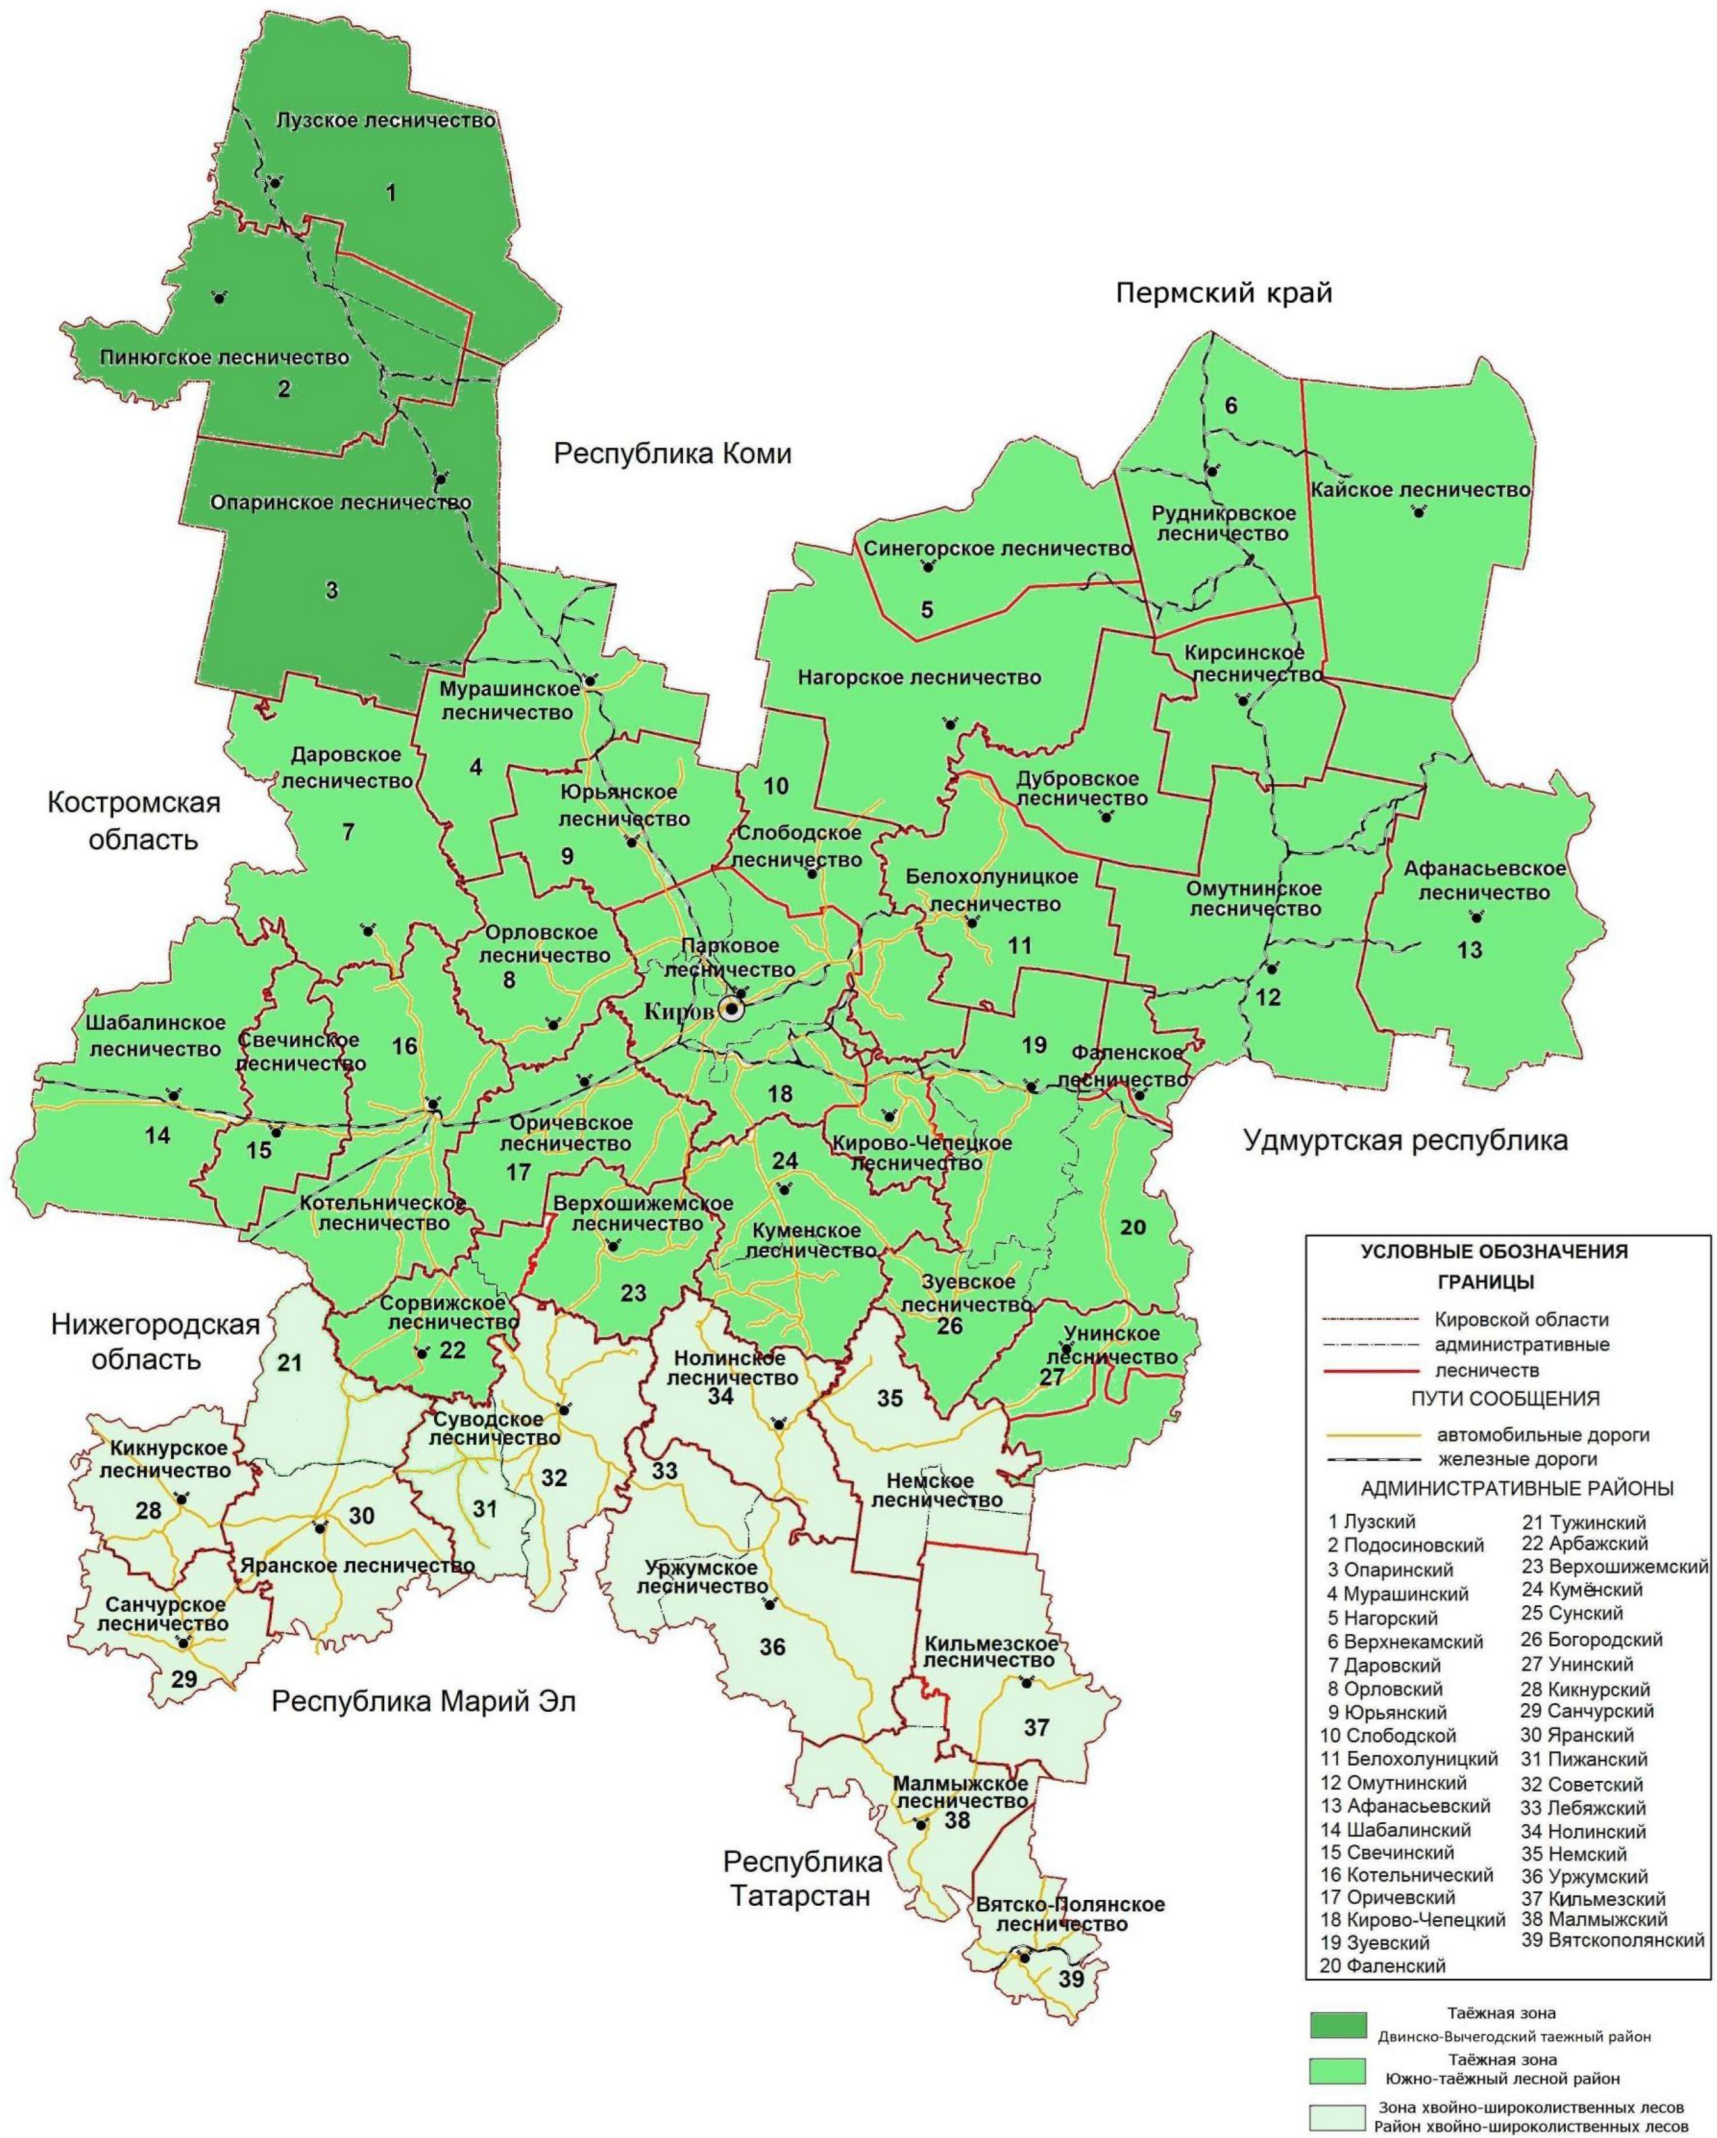 Лузское лесничество
1
Пинюгское лесничество
2
Опаринское лесничество
3
Республика Коми
Пермский край
6
Кайское лесничество
Рудниковское
лесничество
Синегорское лесничество
5
Нагорское лесничество
Кирсинское
лесничество
Мурашинское
лесничество
4
Даровское
лесничество
7
Костромская
область
Юрьянское
лесничество
9
10
Слободское
лесничество
Дубровское
лесничество
Белохолуницкое
лесничество
11
Омутнинское
лесничество
12
Афанасьевское
лесничество
13
Орловское
лесничество
8
Парковое
лесничество
Киров
Шабалинское
лесничество
14
Свечинское
лесничество
15
16
Котельническое
лесничество
Оричевское
лесничество
17
18
Кирово-Чепецкое
лесничество
19
Фаленское
лесничество
20
Удмуртская республика
Верхошижемское
лесничество
23
24
Куменское
лесничество
Зуевское
лесничество
26
Унинское
лесничество
27
Нижегородская
область
21
Сорвижское
лесничество
22
Нолинское
лесничество
34
35
Немское
лесничество
Кикнурское
лесничество
28
Суводское
лесничество
31
32
33
30
Яранское лесничество
Санчурское
лесничество
29
Республика Марий Эл
Уржумское
лесничество
36
Кильмезское
лесничество
37
Малмыжское
лесничество
38
Республика
Татарстан
Вятско-Полянское
лесничество
39
УСЛОВНЫЕ ОБОЗНАЧЕНИЯ
ГРАНИЦЫ
Кировской области
административные
лесничеств
ПУТИ СООБЩЕНИЯ
автомобильные дороги
железные дороги
АДМИНИСТРАТИВНЫЕ РАЙОНЫ
1 Лузский
2 Подосиновский
3 Опаринский
4 Мурашинский
5 Нагорский
6 Верхнекамский
7 Даровский
8 Орловский
9 Юрьянский
10 Слободской
11 Белохолуницкий
12 Омутнинский
13 Афанасьевский
14 Шабалинский
15 Свечинский
16 Котельнический
17 Оричевский
18 Кирово-Чепецкий
19 Зуевский
20 Фаленский
21 Тужинский
22 Арбажский
23 Верхошижемский
24 Кумёнский
25 Сунский
26 Богородский
27 Унинский
28 Кикнурский
29 Санчурский
30 Яранский
31 Пижанский
32 Советский
33 Лебяжский
34 Нолинский
35 Немский
36 Уржумский
37 Кильмезский
38 Малмыжский
39 Вятскополянский
Таёжная зона
Двинско-Вычегодский таежный район
Таёжная зона
Южно-таёжный лесной район
Зона хвойно-широколиственных лесов
Район хвойно-широколиственных лесов